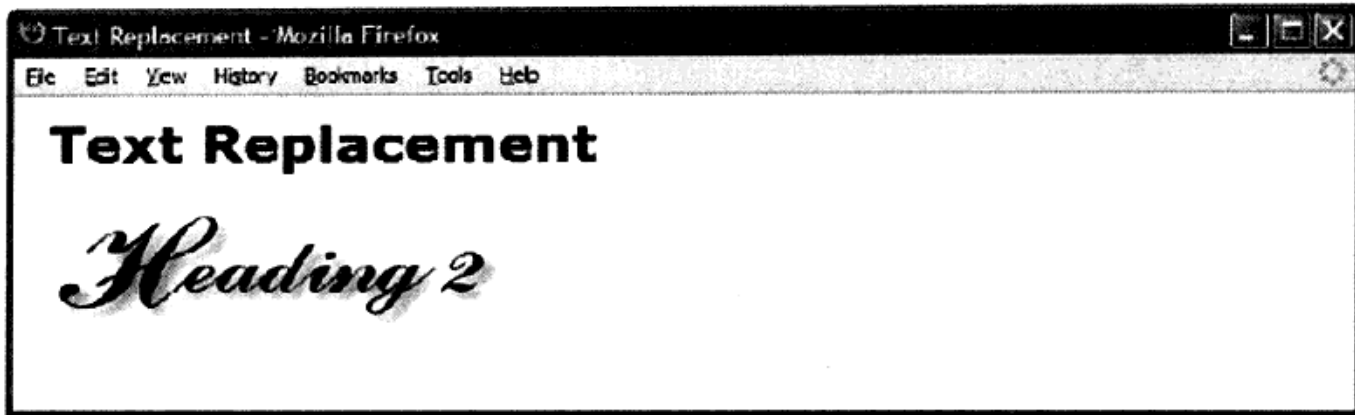 Text Replacement - Mozilla Firefox
File Edit View History Bookmarks Tools Help
Text Replacement
Heading 2